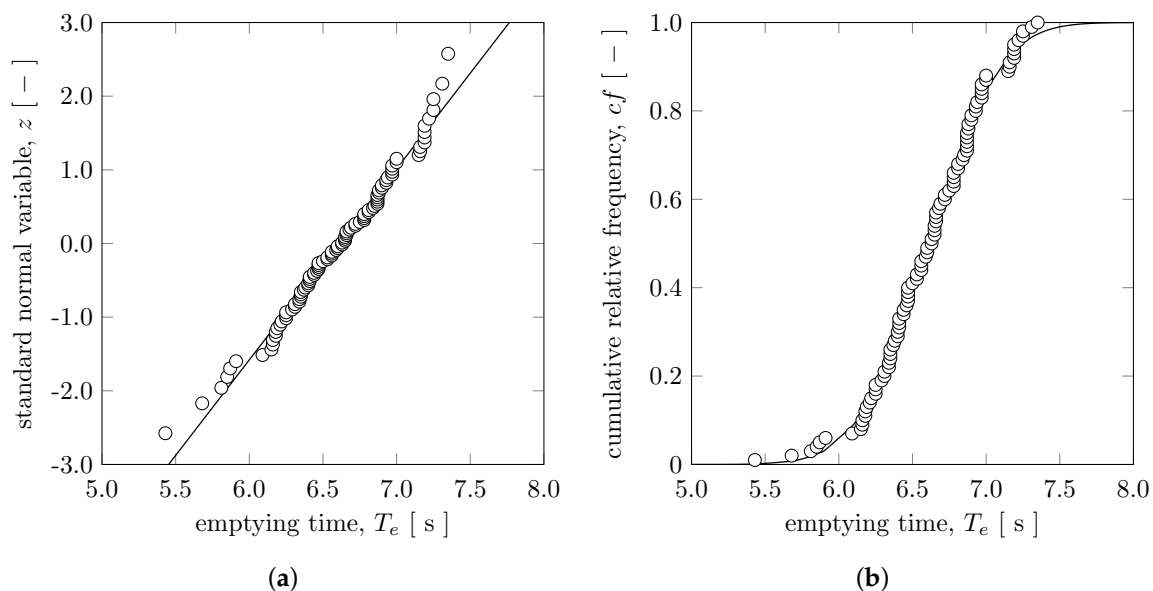 standard normal variable, z [ − ]
3.0
2.0
1.0
0.0
-1.0
-2.0
-3.0
5.0 5.5 6.0 6.5 7.0 7.5 8.0
emptying time, Tₑ [ s ]
(a)
cumulative relative frequency, cf [ − ]
1.0
0.8
0.6
0.4
0.2
0
5.0 5.5 6.0 6.5 7.0 7.5 8.0
emptying time, Tₑ [ s ]
(b)